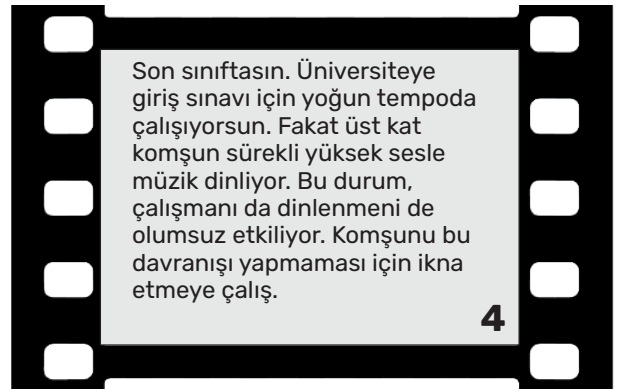 Son sınıftasın. Üniversiteye
giriş sınavı için yoğun tempoda
çalışıyorsun. Fakat üst kat
komşun sürekli yüksek sesle
müzik dinliyor. Bu durum,
çalışmanı da dinlenmeni de
olumsuz etkiliyor. Komşunu bu
davranışı yapmaması için ikna
etmeye çalış.
4